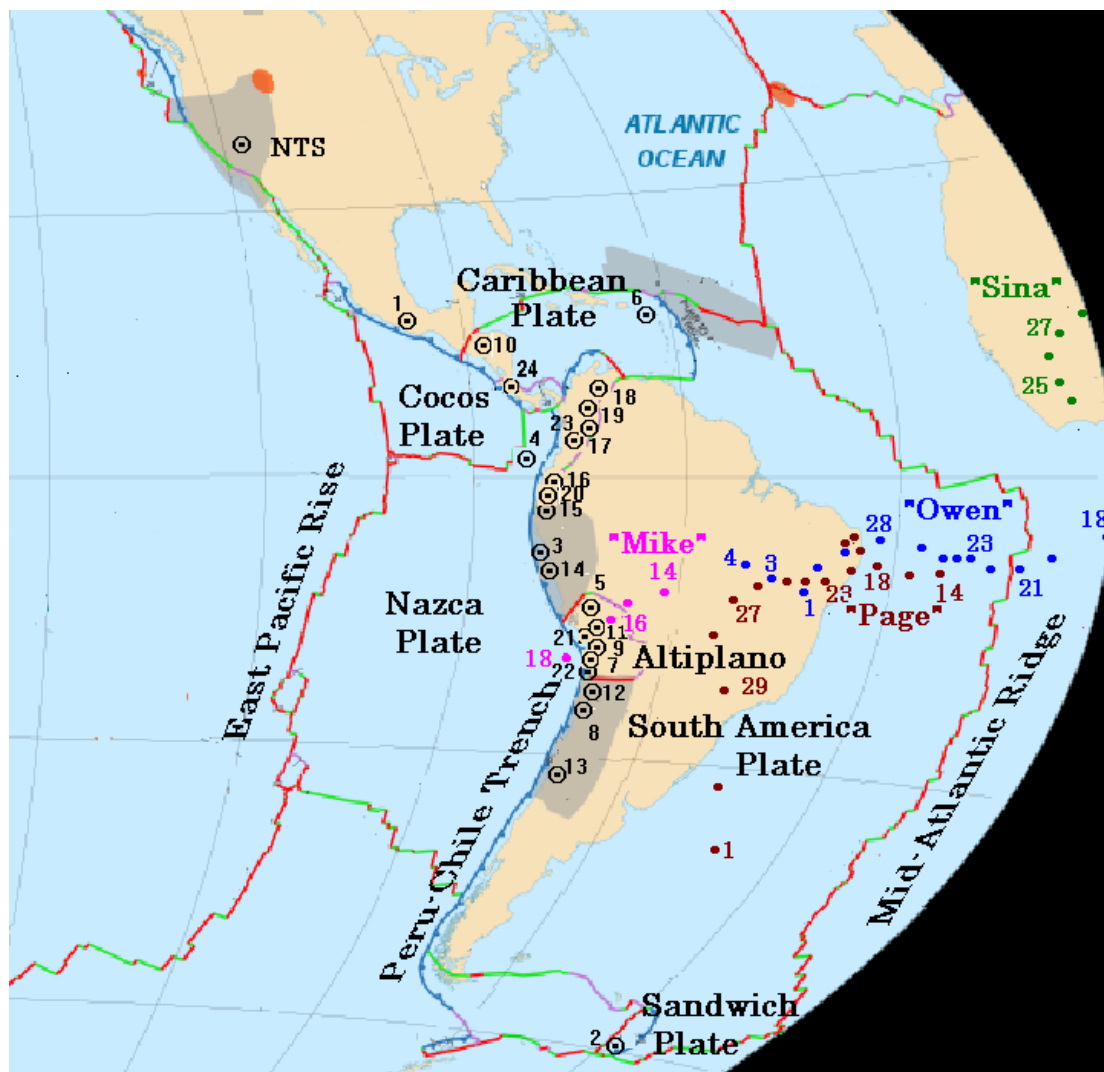 NTS
ATLANTIC
OCEAN
"Sina"
27
25
Caribbean
Plate
1
6
10
24
Cocos
Plate
18
19
23
17
4
16
20
15
3
14
East Pacific Rise
Nazca
Plate
"Mike"
14
16
18
5
21
11
9
7
22
12
8
13
Altiplano
South America
Plate
Peru-Chile Trench
"Owen"
28
18
23
21
4
3
1
"Page"
23
18
14
27
29
1
Mid-Atlantic Ridge
Sandwich
Plate
2